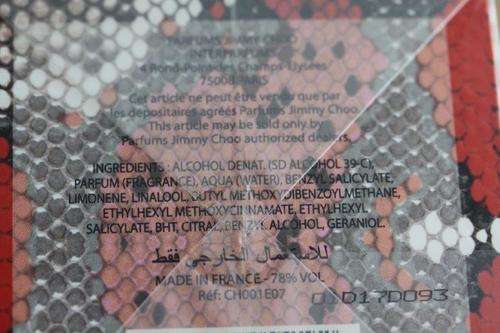 PARFUMS JIMMY CHOO
INTERPARFUMS
4 Rond-Point des Champs-Elysées
75008 PARIS
Cet article ne peut être vendu que par
les dépositaires agréés Parfums Jimmy Choo.
This article may be sold only by
Parfums Jimmy Choo authorized dealers.
INGREDIENTS : ALCOHOL DENAT. (SD ALCOHOL 39-C),
PARFUM (FRAGRANCE), AQUA (WATER), BENZYL SALICYLATE,
LIMONENE, LINALOOL, BUTYL METHOXYDIBENZOYLMETHANE,
ETHYLHEXYL METHOXYCINNAMATE, ETHYLHEXYL
SALICYLATE, BHT, CITRAL, BENZYL ALCOHOL, GERANIOL.
للاستعمال الخارجي فقط
MADE IN FRANCE - 78% VOL
Réf: CH001E07
017D093